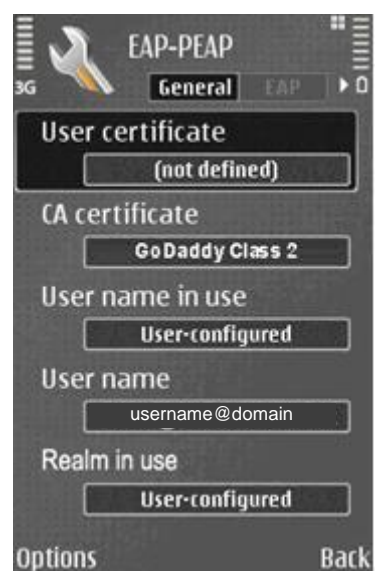 EAP-PEAP
3G
General EAP
User certificate
(not defined)
CA certificate
GoDaddy Class 2
User name in use
User-configured
User name
username@domain
Realm in use
User-configured
Options Back